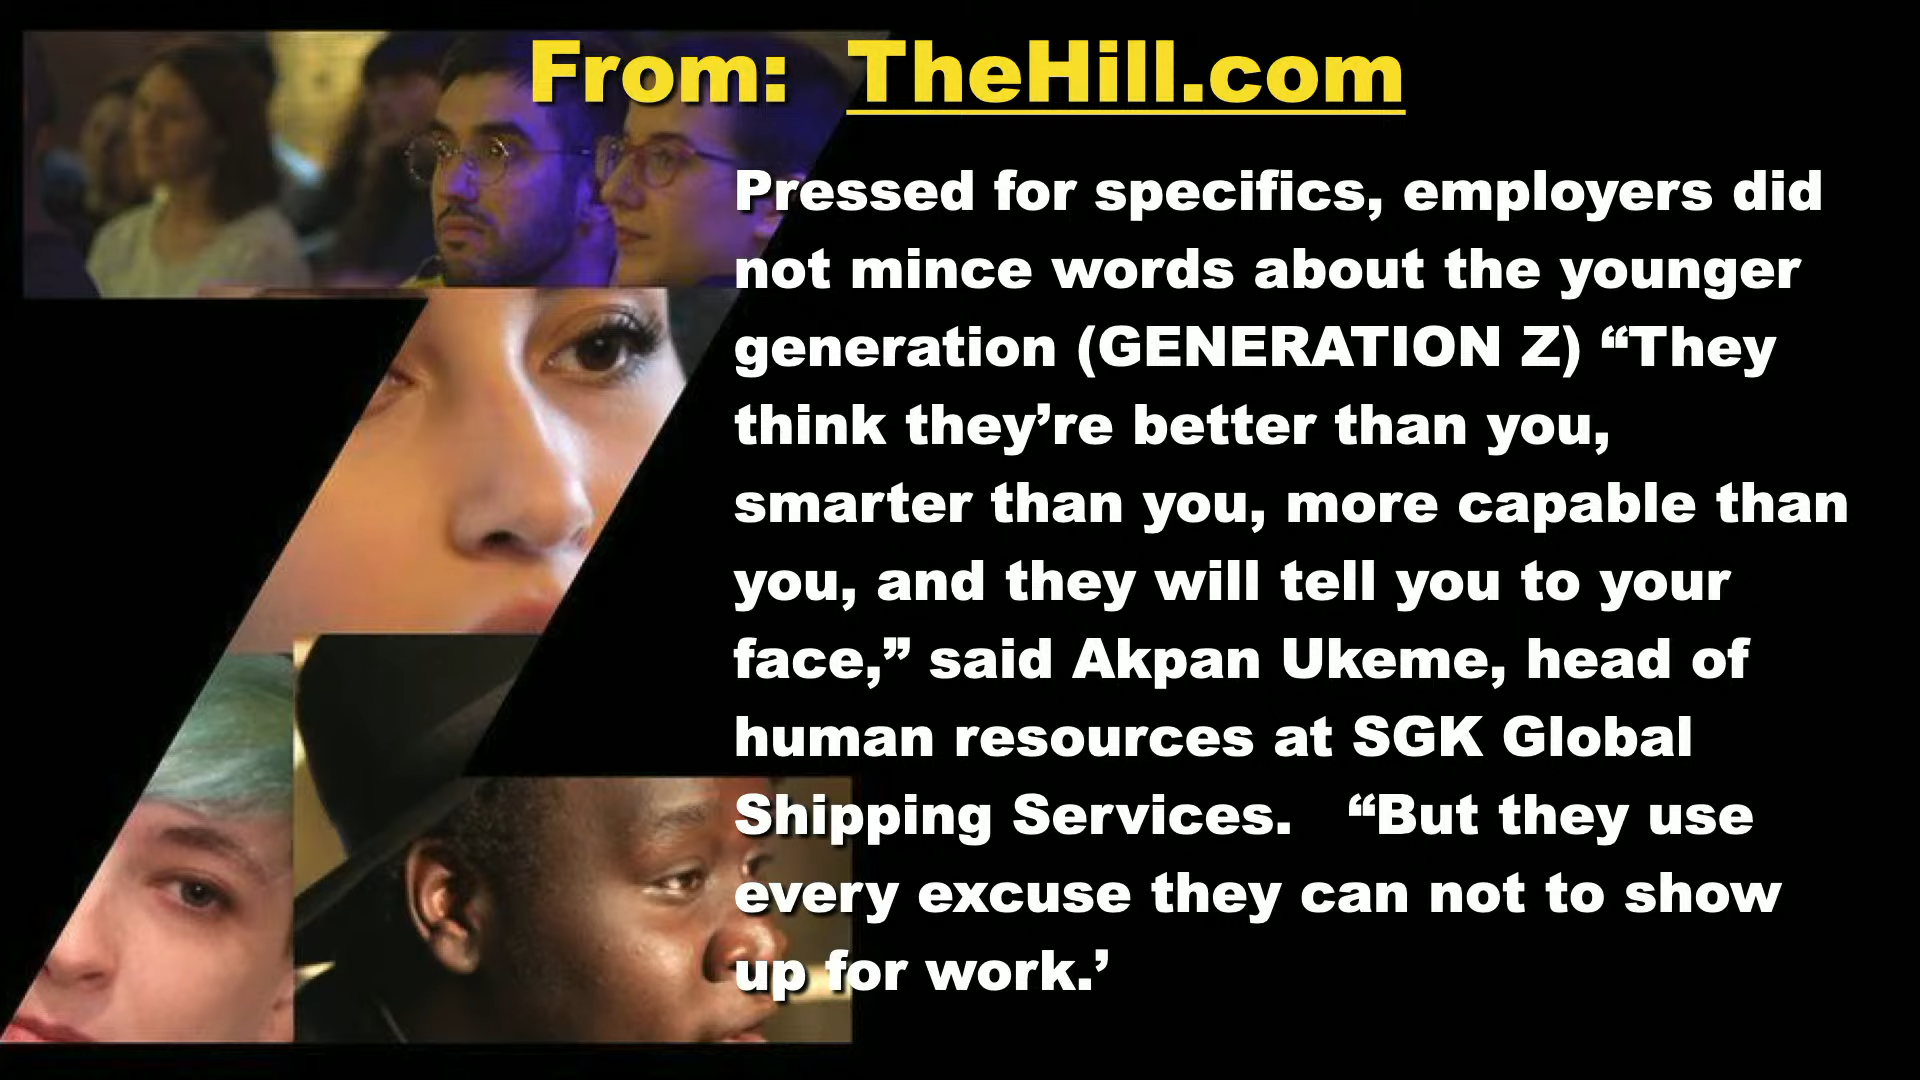 From: TheHill.com
Pressed for specifics, employers did
not mince words about the younger
generation (GENERATION Z) “They
think they’re better than you,
smarter than you, more capable than
you, and they will tell you to your
face,” said Akpan Ukeme, head of
human resources at SGK Global
Shipping Services. “But they use
every excuse they can not to show
up for work.’